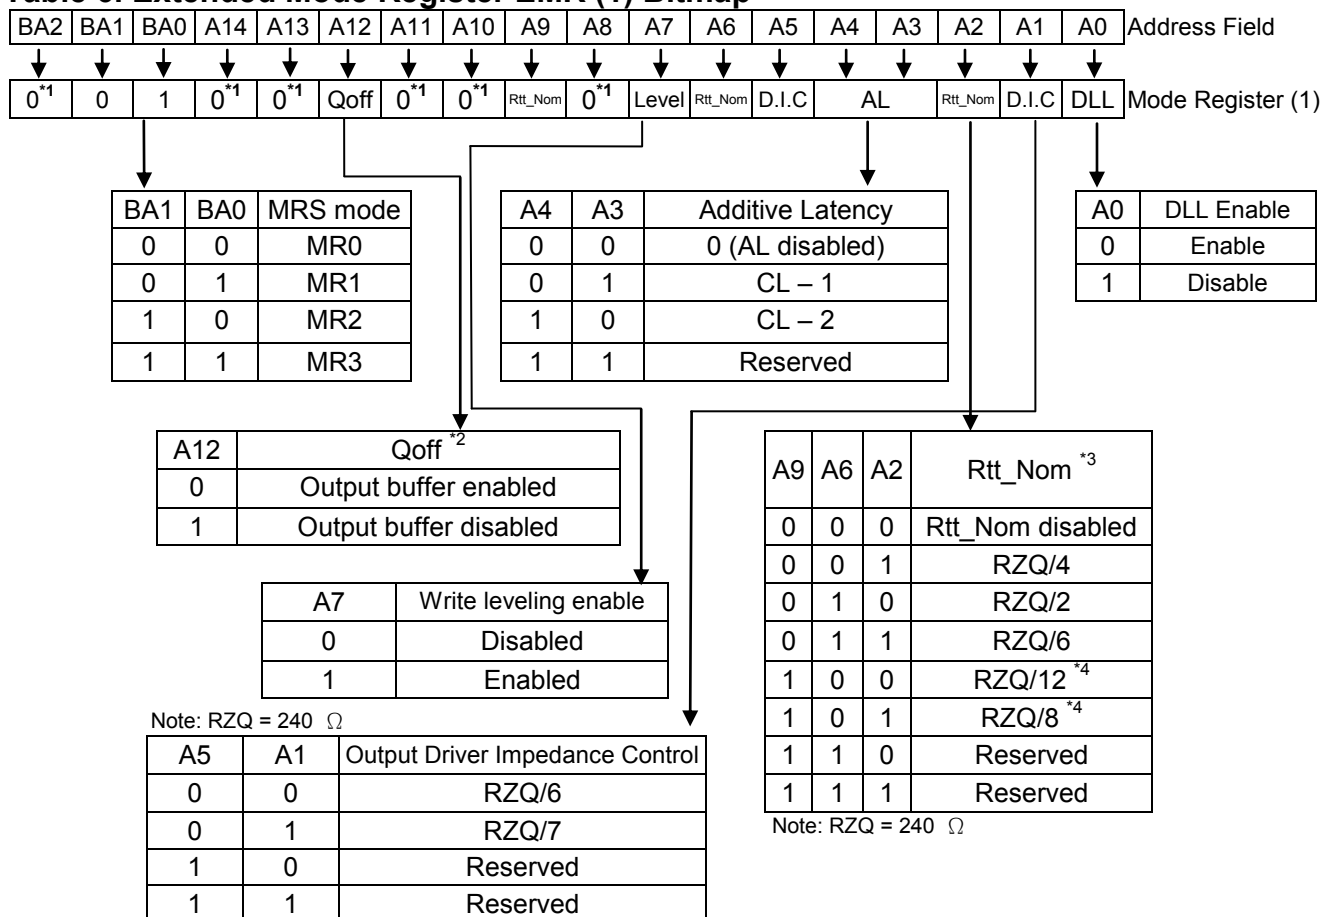 Table 6. Extended Mode Register EMR (1) Bitmap
BA2 BA1 BA0 A14 A13 A12 A11 A10 A9 A8 A7 A6 A5 A4 A3 A2 A1 A0 Address Field
0*1 0 1 0*1 0*1 Qoff 0*1 0*1 Rtt_Nom 0*1 Level Rtt_Nom D.I.C AL Rtt_Nom D.I.C DLL Mode Register (1)
BA1 BA0 MRS mode
0 0 MR0
0 1 MR1
1 0 MR2
1 1 MR3
A4 A3 Additive Latency
0 0 0 (AL disabled)
0 1 CL – 1
1 0 CL – 2
1 1 Reserved
A0 DLL Enable
0 Enable
1 Disable
A12 Qoff *2
0 Output buffer enabled
1 Output buffer disabled
A7 Write leveling enable
0 Disabled
1 Enabled
Note: RZQ = 240 Ω
A5 A1 Output Driver Impedance Control
0 0 RZQ/6
0 1 RZQ/7
1 0 Reserved
1 1 Reserved
A9 A6 A2 Rtt_Nom *3
0 0 0 Rtt_Nom disabled
0 0 1 RZQ/4
0 1 0 RZQ/2
0 1 1 RZQ/6
1 0 0 RZQ/12 *4
1 0 1 RZQ/8 *4
1 1 0 Reserved
1 1 1 Reserved
Note: RZQ = 240 Ω